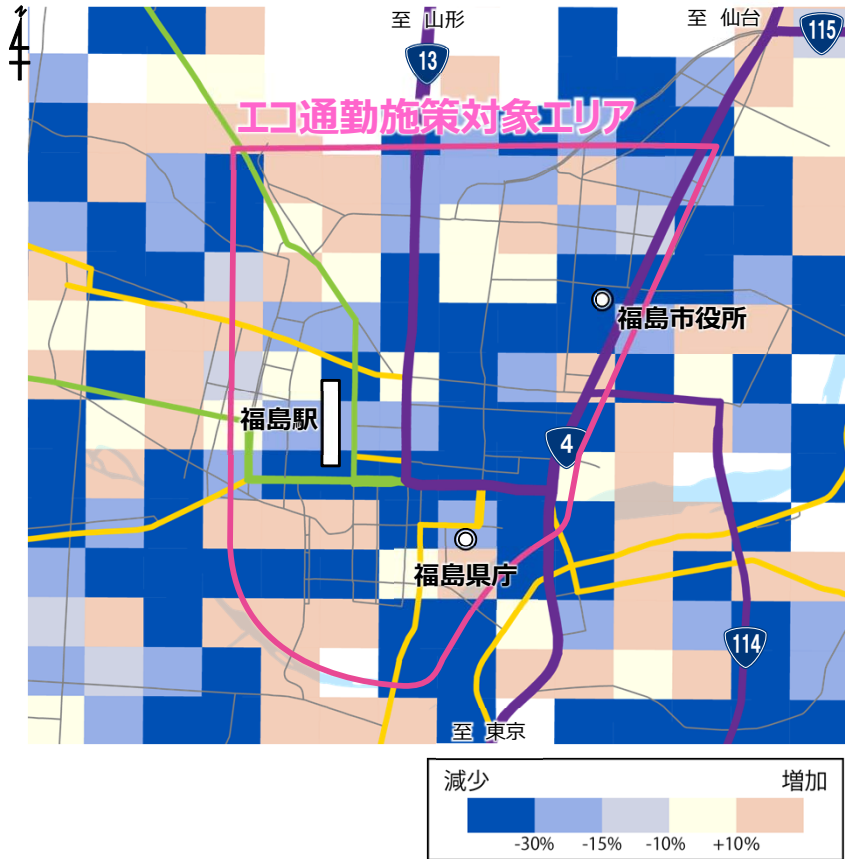 至 山形
至 仙台
115
13
エコ通勤施策対象エリア
福島市役所
福島駅
4
福島県庁
114
至 東京
減少
増加
-30%
-15%
-10%
+10%